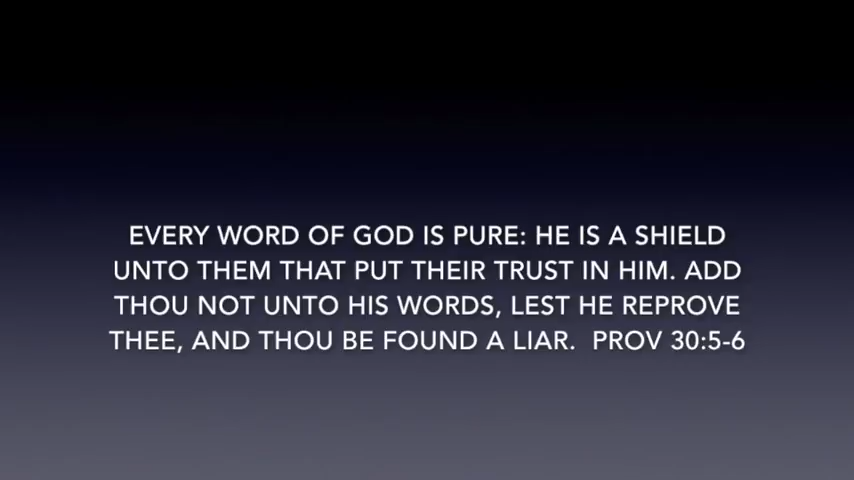 EVERY WORD OF GOD IS PURE: HE IS A SHIELD
UNTO THEM THAT PUT THEIR TRUST IN HIM. ADD
THOU NOT UNTO HIS WORDS, LEST HE REPROVE
THEE, AND THOU BE FOUND A LIAR.  PROV 30:5-6